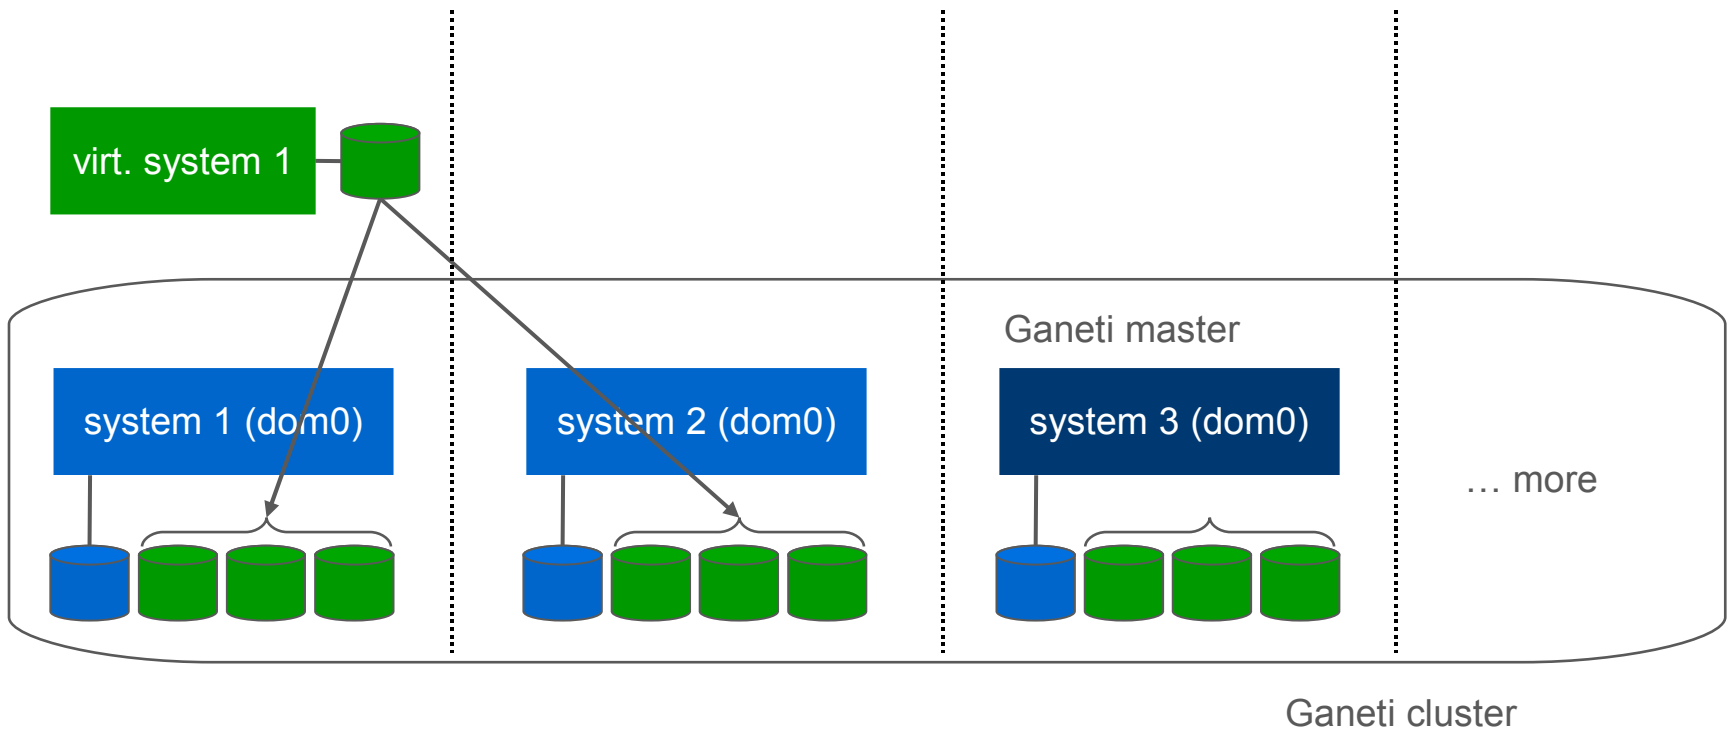 virt. system 1
Ganeti master
system 1 (dom0)
system 2 (dom0)
system 3 (dom0)
… more
Ganeti cluster